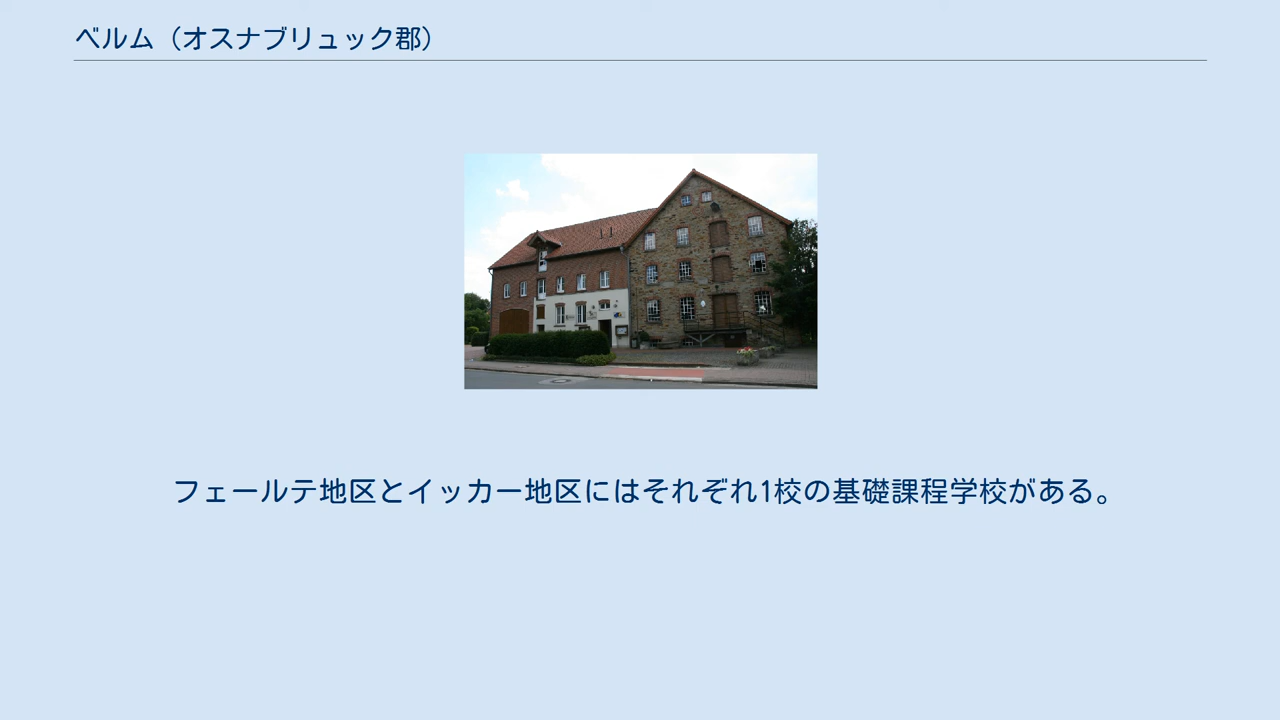 ベルム（オスナブリュック郡）
フェールテ地区とイッカー地区にはそれぞれ1校の基礎課程学校がある。